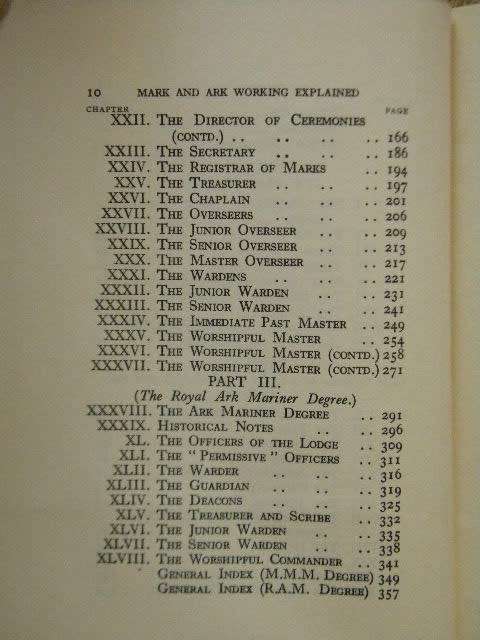 10 MARK AND ARK WORKING EXPLAINED
CHAPTER PAGE
XXII. THE DIRECTOR OF CEREMONIES
(CONTD.) .. .. .. .. 166
XXIII. THE SECRETARY .. .. .. 186
XXIV. THE REGISTRAR OF MARKS .. 194
XXV. THE TREASURER .. .. .. 197
XXVI. THE CHAPLAIN .. .. .. 201
XXVII. THE OVERSEERS .. .. .. 206
XXVIII. THE JUNIOR OVERSEER .. .. 209
XXIX. THE SENIOR OVERSEER .. .. 213
XXX. THE MASTER OVERSEER .. .. 217
XXXI. THE WARDENS .. .. .. 221
XXXII. THE JUNIOR WARDEN .. .. 231
XXXIII. THE SENIOR WARDEN .. .. 241
XXXIV. THE IMMEDIATE PAST MASTER .. 249
XXXV. THE WORSHIPFUL MASTER .. 254
XXXVI. THE WORSHIPFUL MASTER (CONTD.) 258
XXXVII. THE WORSHIPFUL MASTER (CONTD.) 271
PART III.
(The Royal Ark Mariner Degree.)
XXXVIII. THE ARK MARINER DEGREE .. 291
XXXIX. HISTORICAL NOTES .. .. 296
XL. THE OFFICERS OF THE LODGE .. 309
XLI. THE "PERMISSIVE" OFFICERS .. 311
XLII. THE WARDER .. .. .. 316
XLIII. THE GUARDIAN .. .. .. 319
XLIV. THE DEACONS .. .. .. 325
XLV. THE TREASURER AND SCRIBE .. 332
XLVI. THE JUNIOR WARDEN .. .. 335
XLVII. THE SENIOR WARDEN .. .. 338
XLVIII. THE WORSHIPFUL COMMANDER .. 341
GENERAL INDEX (M.M.M. DEGREE) 349
GENERAL INDEX (R.A.M. DEGREE) 357